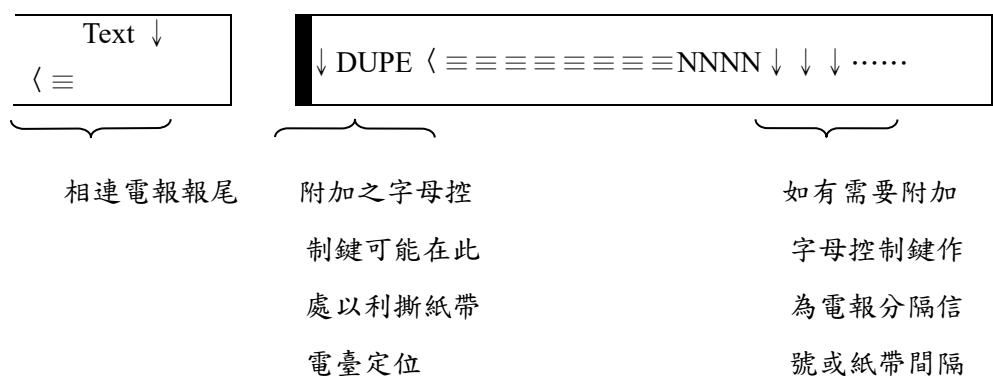 Text ↓
〈 ≡
↓ DUPE 〈 ≡ ≡ ≡ ≡ ≡ ≡ ≡ ≡ NNNN ↓ ↓ ↓ ……
相連電報報尾
附加之字母控
制鍵可能在此
處以利撕紙帶
電臺定位
如有需要附加
字母控制鍵作
為電報分隔信
號或紙帶間隔